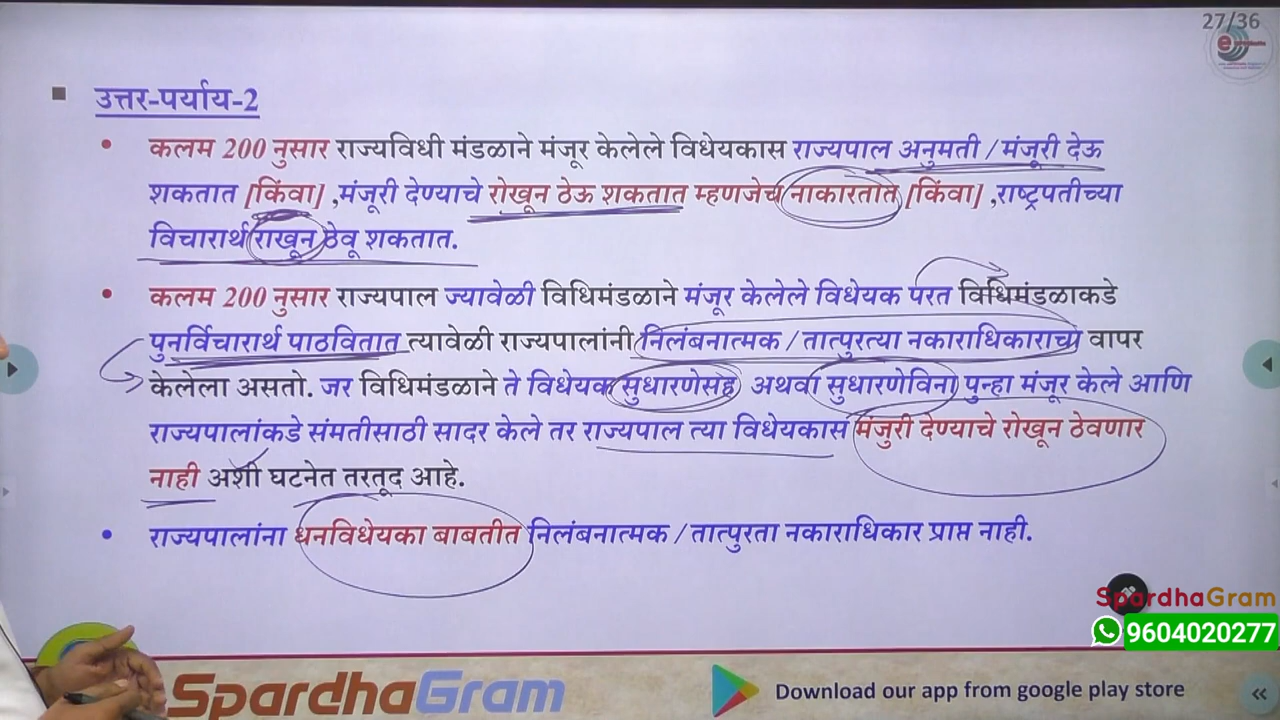 27/36
उत्तर-पर्याय-2
कलम 200 नुसार राज्यविधी मंडळाने मंजूर केलेले विधेयकास राज्यपाल अनुमती / मंजूरी देऊ
शकतात [किंवा] ,मंजूरी देण्याचे रोखून ठेऊ शकतात म्हणजेच नाकारतात [किंवा] ,राष्ट्रपतीच्या
विचारार्थ राखून ठेवू शकतात.
कलम 200 नुसार राज्यपाल ज्यावेळी विधिमंडळाने मंजूर केलेले विधेयक परत विधिमंडळाकडे
पुनर्विचारार्थ पाठवितात त्यावेळी राज्यपालांनी निलंबनात्मक / तात्पुरत्या नकाराधिकाराचा वापर
केलेला असतो. जर विधिमंडळाने ते विधेयक सुधारणेसह अथवा सुधारणेविना पुन्हा मंजूर केले आणि
राज्यपालांकडे संमतीसाठी सादर केले तर राज्यपाल त्या विधेयकास मंजुरी देण्याचे रोखून ठेवणार
नाही अशी घटनेत तरतूद आहे.
राज्यपालांना धनविधेयका बाबतीत निलंबनात्मक / तात्पुरता नकाराधिकार प्राप्त नाही.
SpardhaGram
9604020277
SpardhaGram
Download our app from google play store